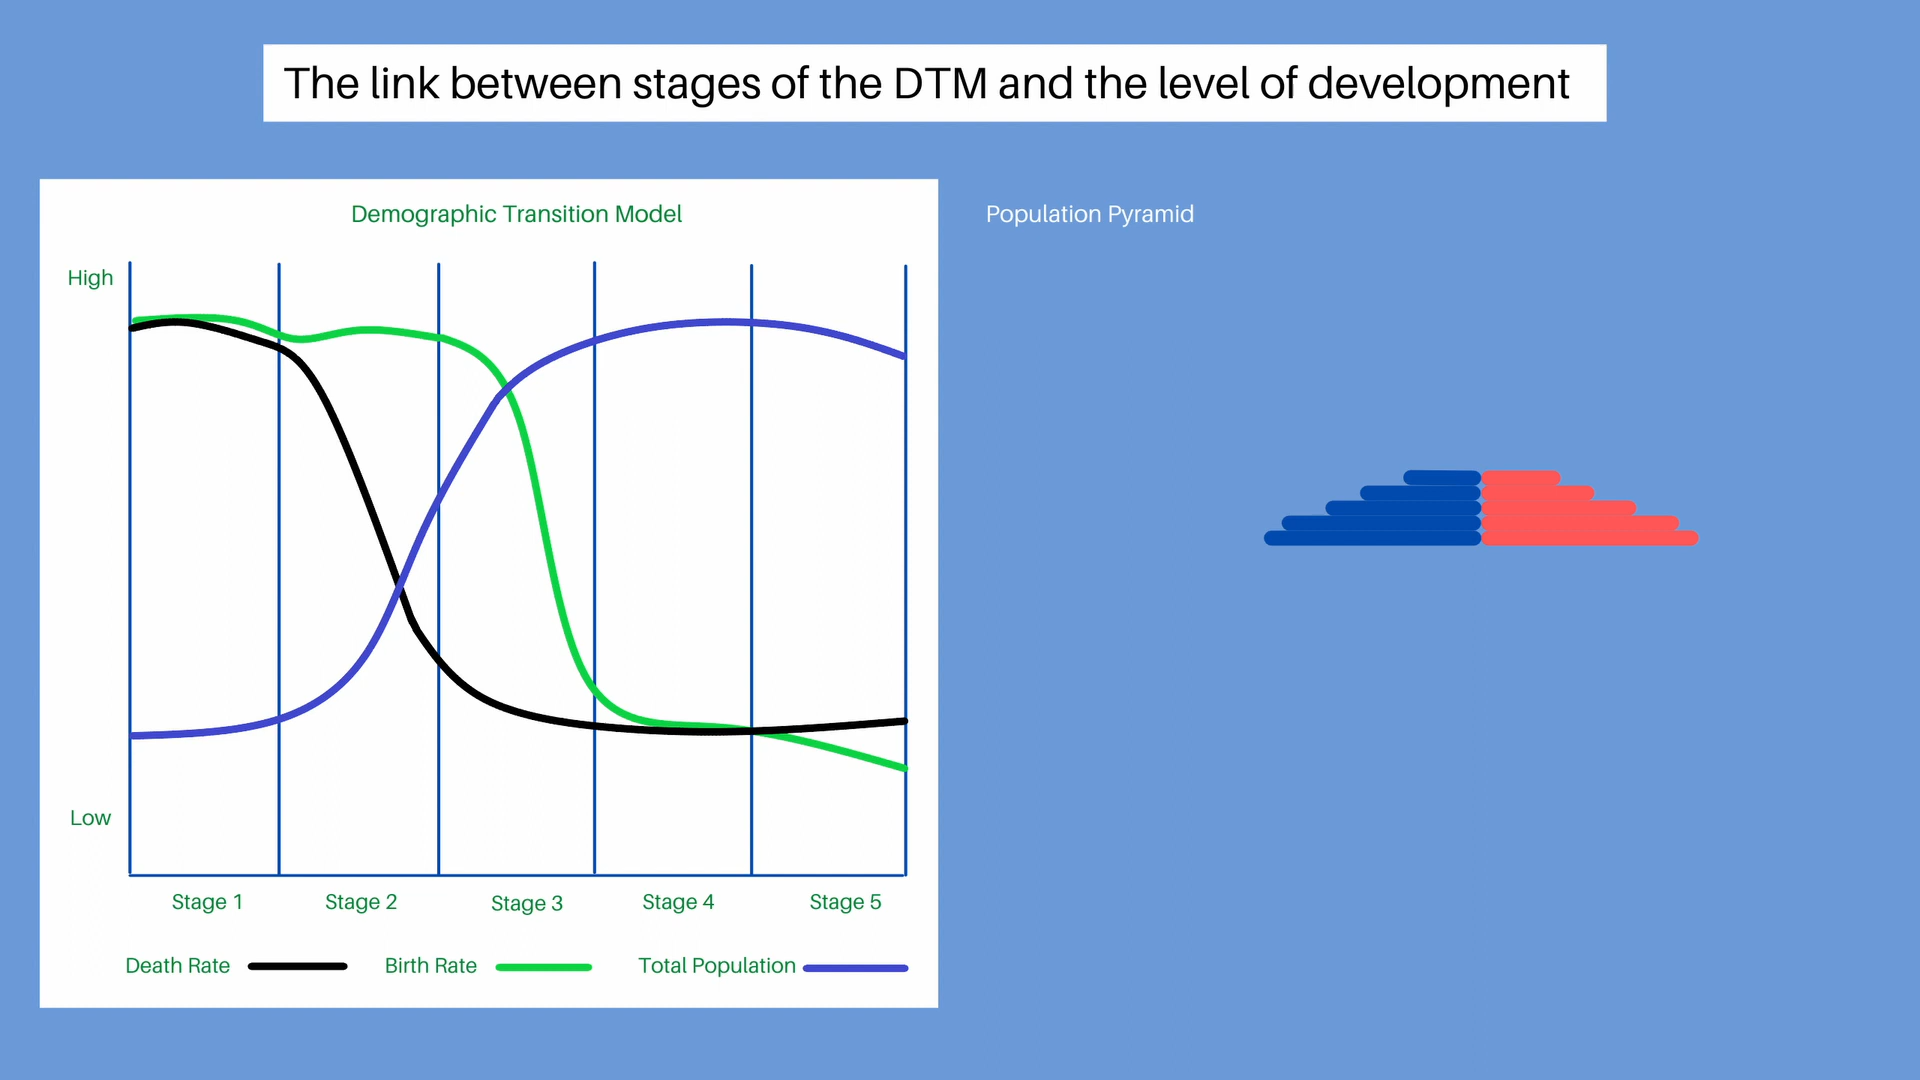 The link between stages of the DTM and the level of development
Demographic Transition Model
Population Pyramid
High
Low
Stage 1
Stage 2
Stage 3
Stage 4
Stage 5
Death Rate
Birth Rate
Total Population